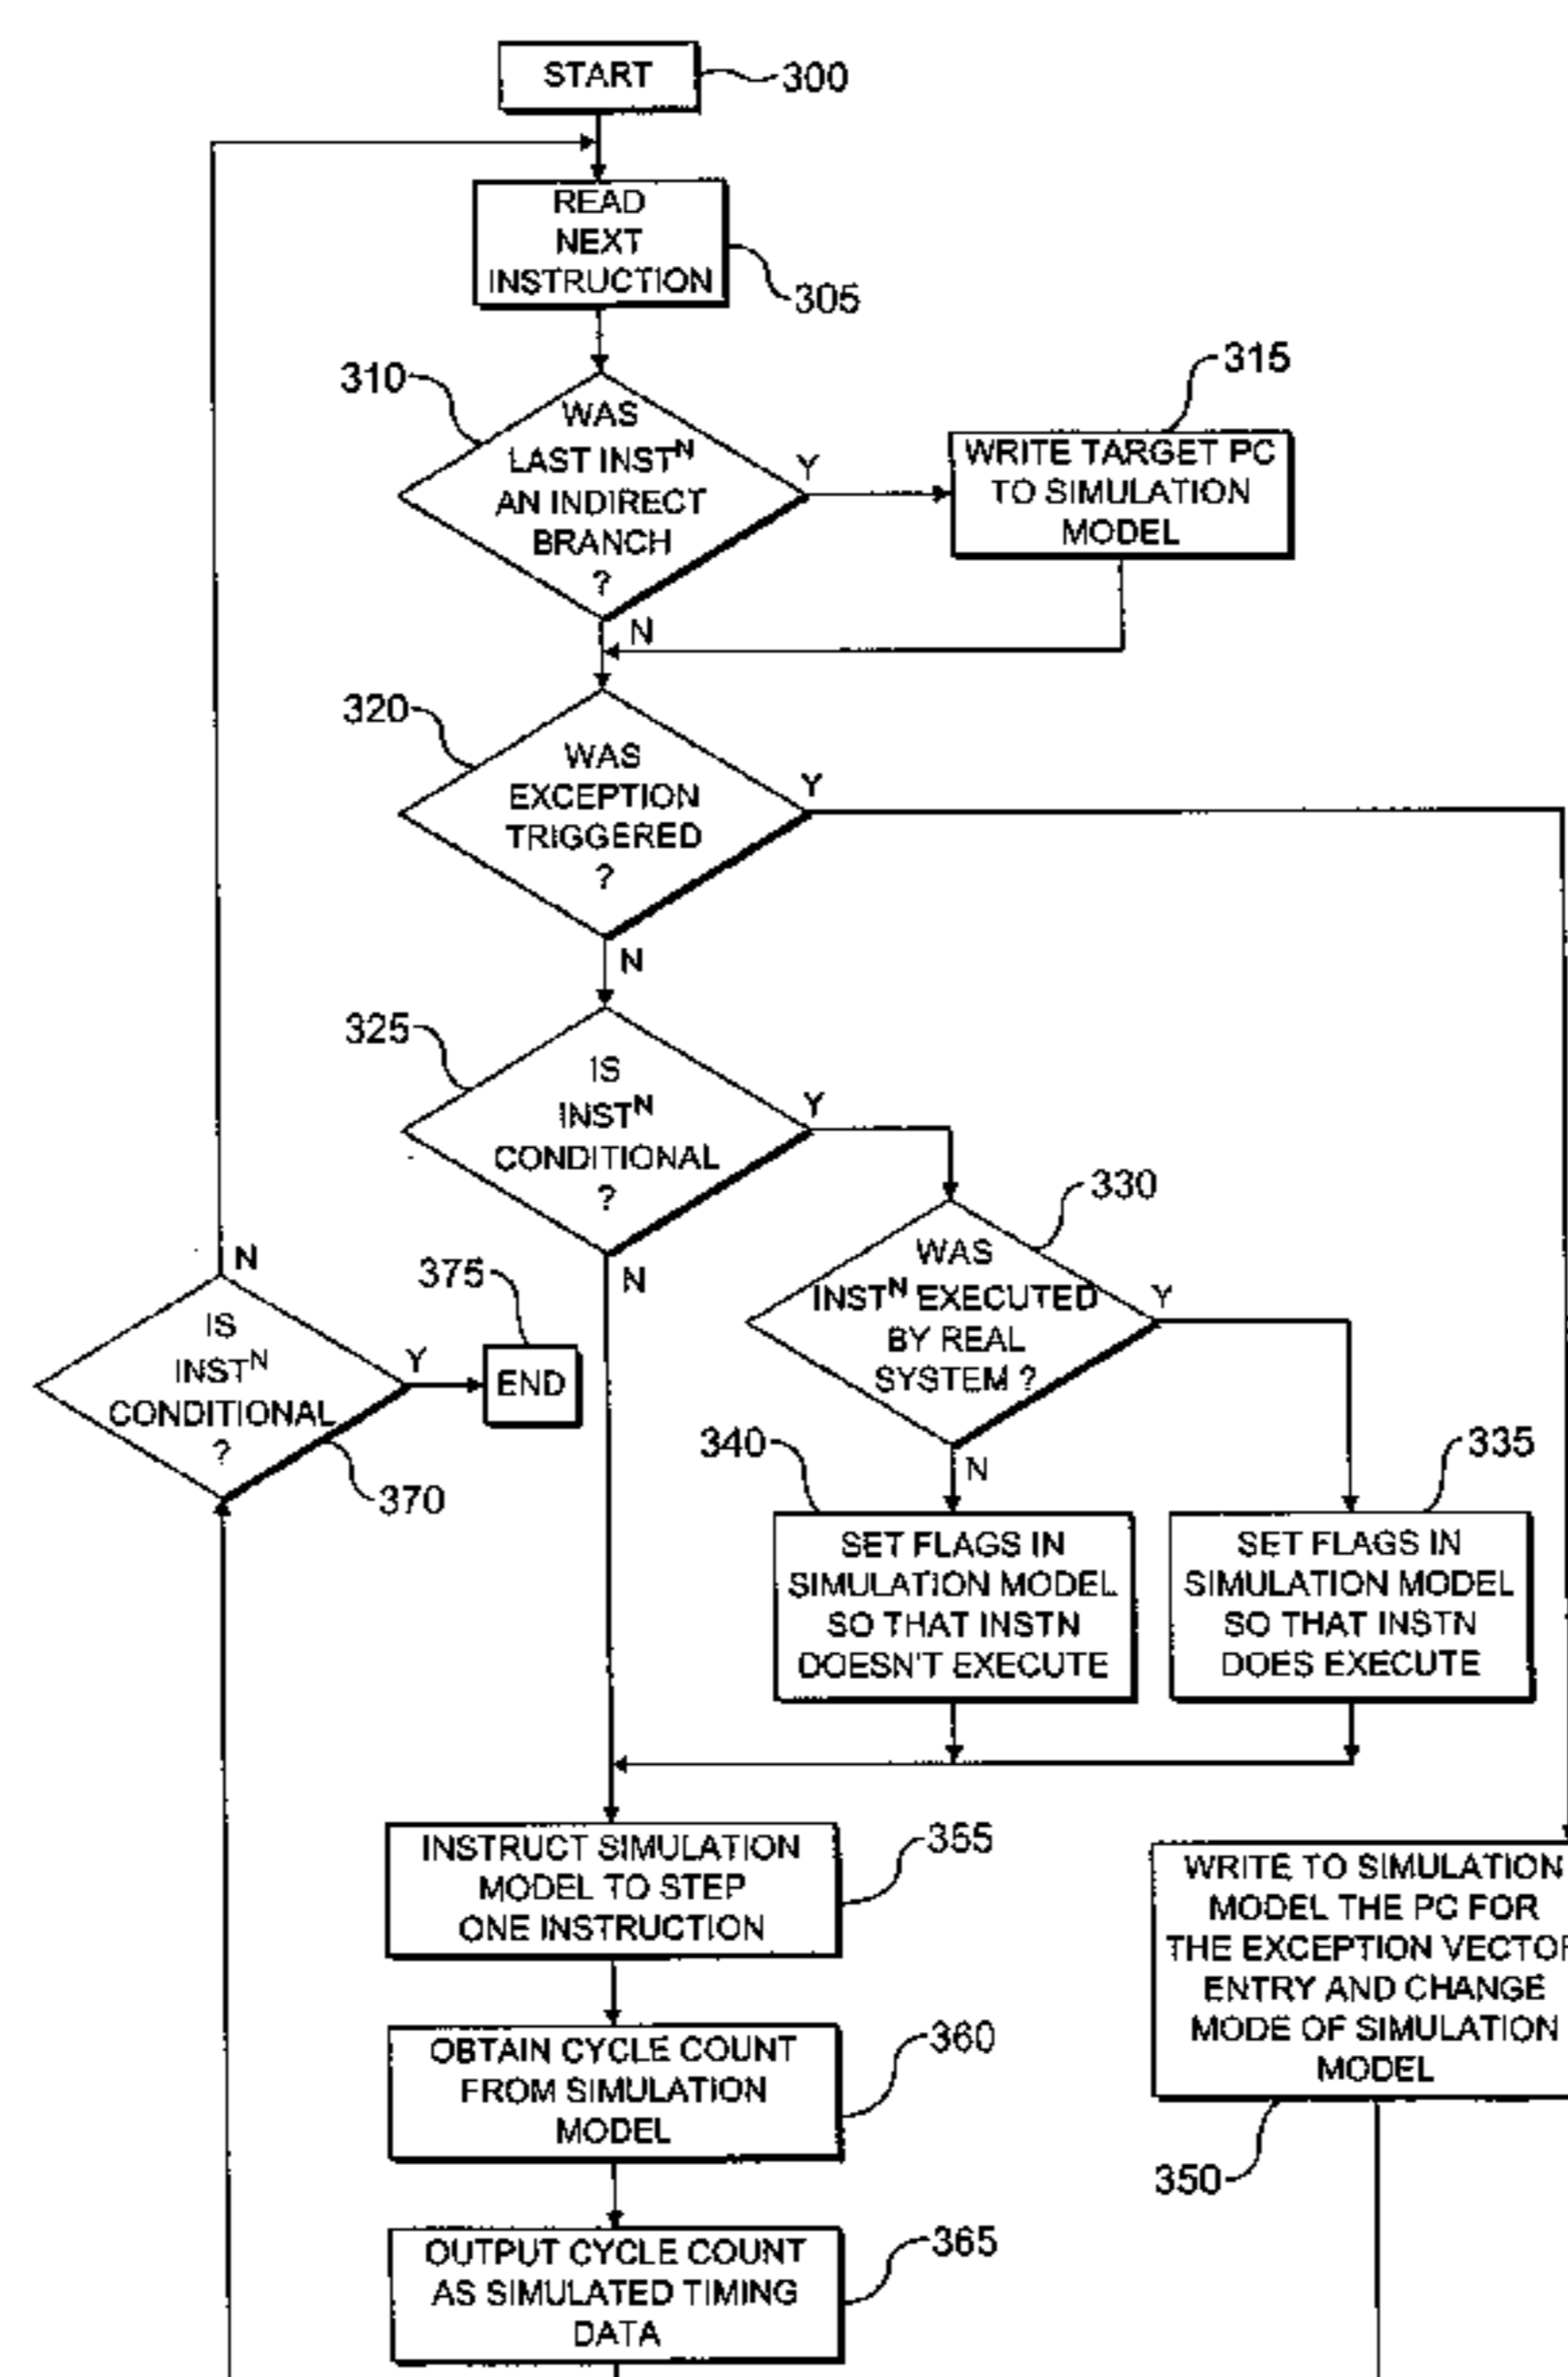 START
300
READ
NEXT
INSTRUCTION
305
310
WAS
LAST INSTN
AN INDIRECT
BRANCH
?
Y
N
315
WRITE TARGET PC
TO SIMULATION
MODEL
320
WAS
EXCEPTION
TRIGGERED
?
Y
N
325
IS
INSTN
CONDITIONAL
?
Y
N
330
WAS
INSTN EXECUTED
BY REAL
SYSTEM ?
Y
N
N
IS
INSTN
CONDITIONAL
?
Y
370
375
END
340
SET FLAGS IN
SIMULATION MODEL
SO THAT INSTN
DOESN'T EXECUTE
335
SET FLAGS IN
SIMULATION MODEL
SO THAT INSTN
DOES EXECUTE
INSTRUCT SIMULATION
MODEL TO STEP
ONE INSTRUCTION
355
WRITE TO SIMULATION
MODEL THE PC FOR
THE EXCEPTION VECTOR
ENTRY AND CHANGE
MODE OF SIMULATION
MODEL
350
OBTAIN CYCLE COUNT
FROM SIMULATION
MODEL
360
OUTPUT CYCLE COUNT
AS SIMULATED TIMING
DATA
365